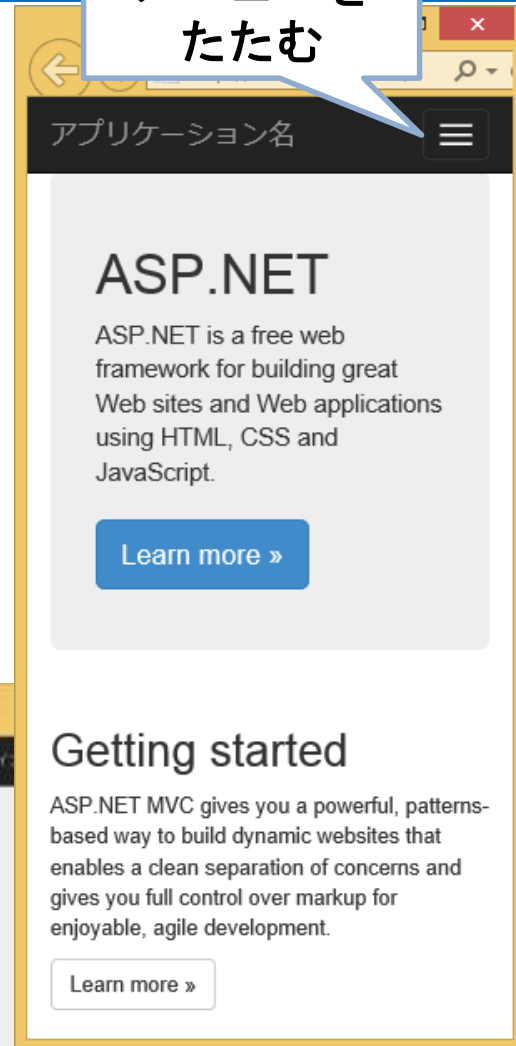 たたむ
アプリケーション名
ASP.NET
ASP.NET is a free web
framework for building great
Web sites and Web applications
using HTML, CSS and
JavaScript.
Learn more »
Getting started
ASP.NET MVC gives you a powerful, patterns-
based way to build dynamic websites that
enables a clean separation of concerns and
gives you full control over markup for
enjoyable, agile development.
Learn more »